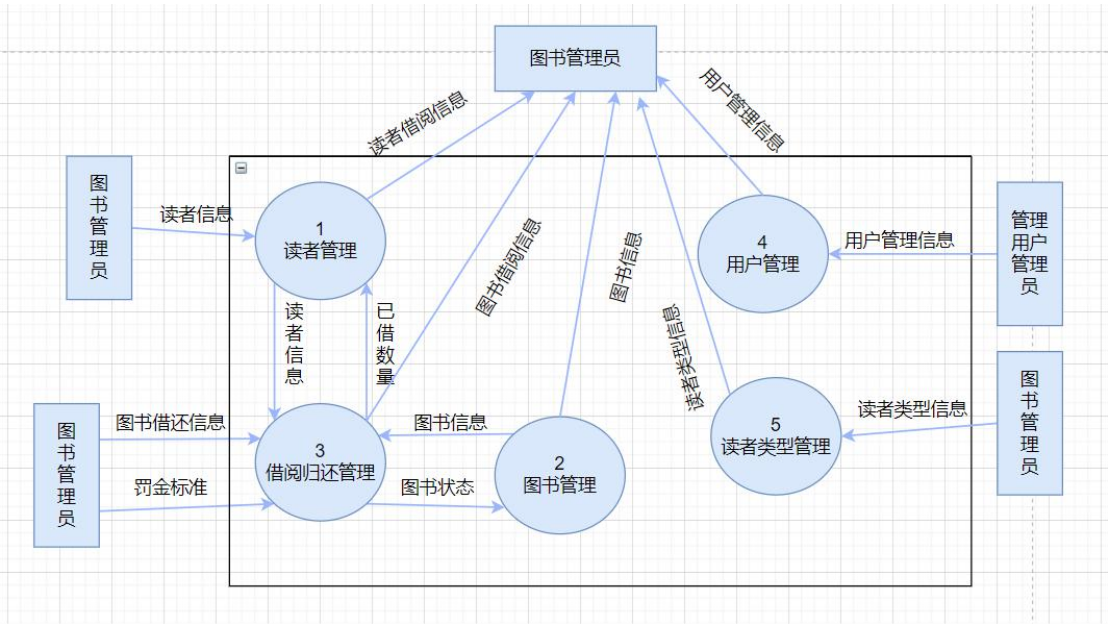 图书管理员
读者借阅信息
用户管理信息
图书管理员
读者信息
1
读者管理
图书借阅信息
图书信息
4
用户管理
用户管理信息
管理用户管理员
读者信息
已借数量
读者类型信息
图书管理员
图书借还信息
罚金标准
3
借阅归还管理
图书信息
图书状态
2
图书管理
5
读者类型管理
读者类型信息
图书管理员